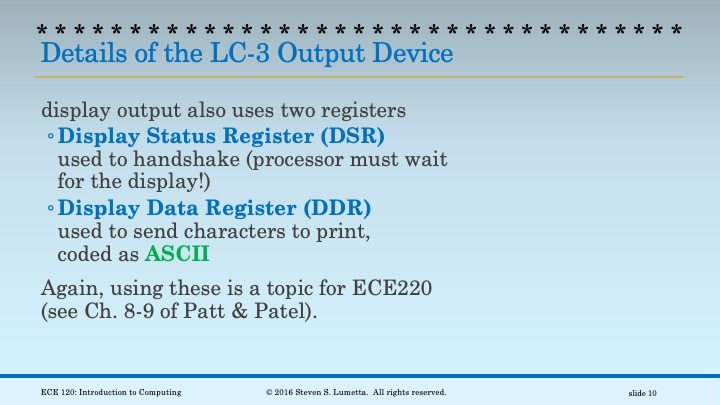 * * * * * * * * * * * * * * * * * * * * * * * * * * * * * * * * * * *
Details of the LC-3 Output Device
display output also uses two registers
◦Display Status Register (DSR)
used to handshake (processor must wait
for the display!)
◦Display Data Register (DDR)
used to send characters to print,
coded as ASCII
Again, using these is a topic for ECE220
(see Ch. 8-9 of Patt & Patel).
ECE 120: Introduction to Computing
© 2016 Steven S. Lumetta. All rights reserved.
slide 10